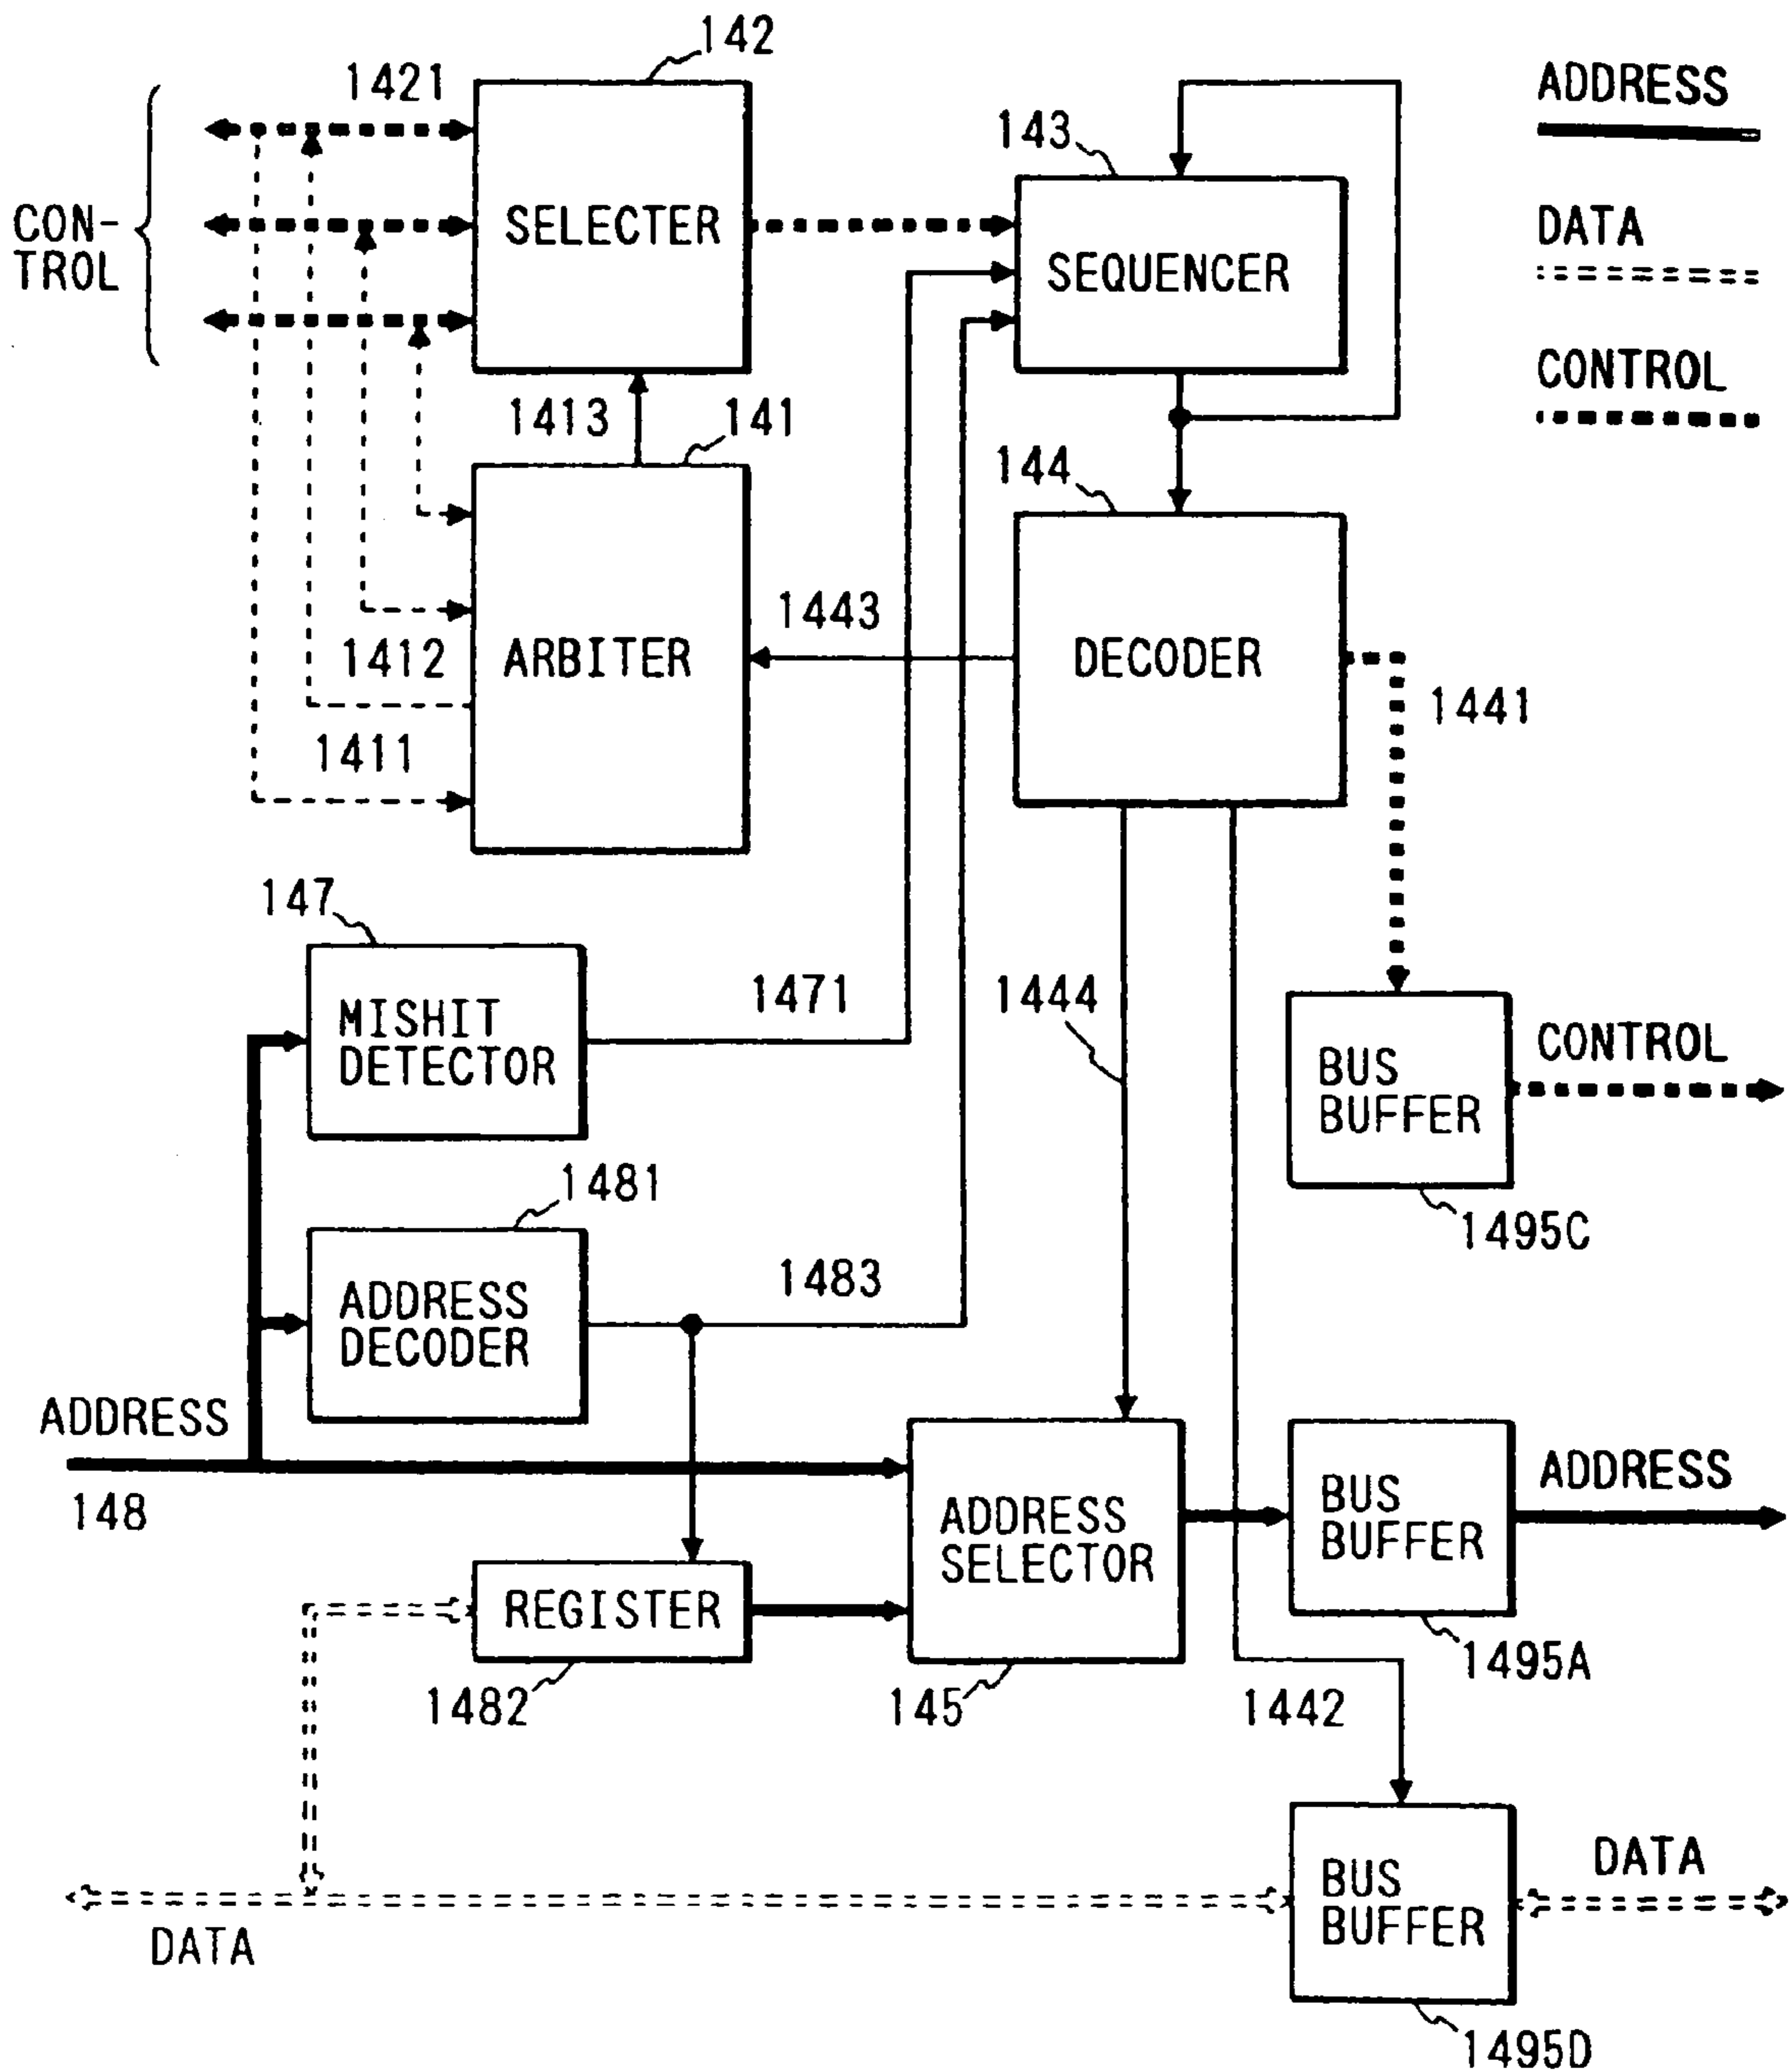 142
1421
ADDRESS
143
CON-
TROL
SELECTER
SEQUENCER
DATA
CONTROL
1413
141
144
1443
1412
ARBITER
DECODER
1441
1411
147
MISHIT
DETECTOR
1471
1444
BUS
BUFFER
CONTROL
1481
1495C
ADDRESS
DECODER
1483
ADDRESS
148
ADDRESS
SELECTOR
BUS
BUFFER
ADDRESS
REGISTER
1482
145
1442
1495A
DATA
BUS
BUFFER
DATA
1495D